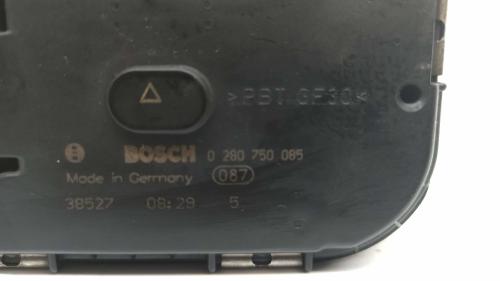 >PBT GF30<
BOSCH 0 280 750 085
Made in Germany 087
38527 08:29 5